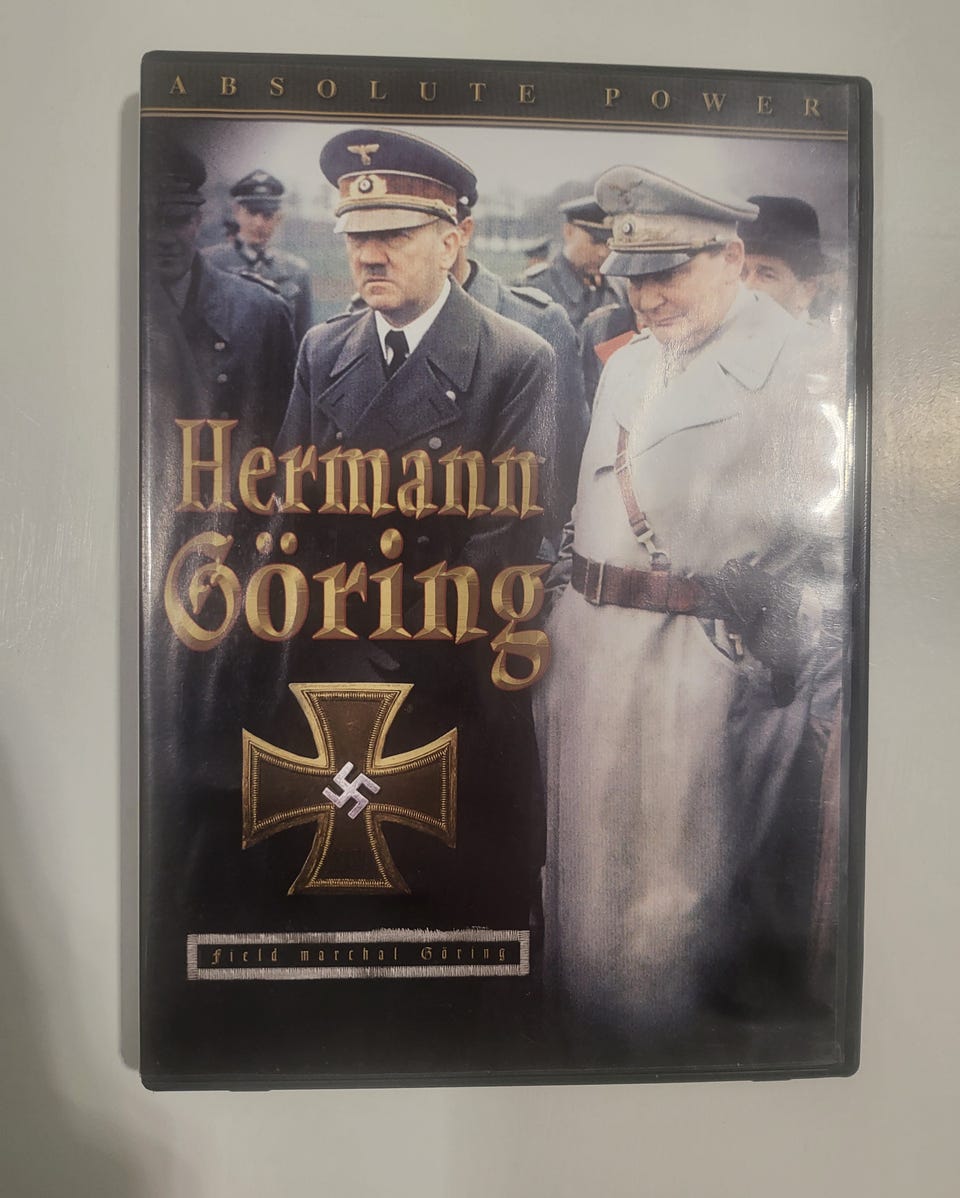 ABSOLUTE POWER
Hermann
Göring
Field marchal Göring